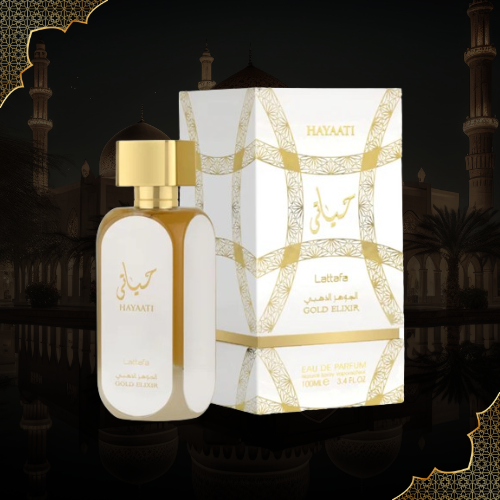 حياتي
HAYAATI
Lattafa
الجوهر الذهبي
GOLD ELIXIR
HAYAATI
حياتي
Lattafa
الجوهر الذهبي
GOLD ELIXIR
EAU DE PARFUM
100ML ℮ 3.4 FL.OZ